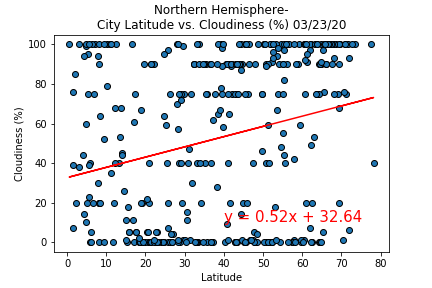 Northern Hemisphere-
City Latitude vs. Cloudiness (%) 03/23/20
Cloudiness (%)
100
80
60
40
20
0
y = 0.52x + 32.64
0 10 20 30 40 50 60 70 80
Latitude